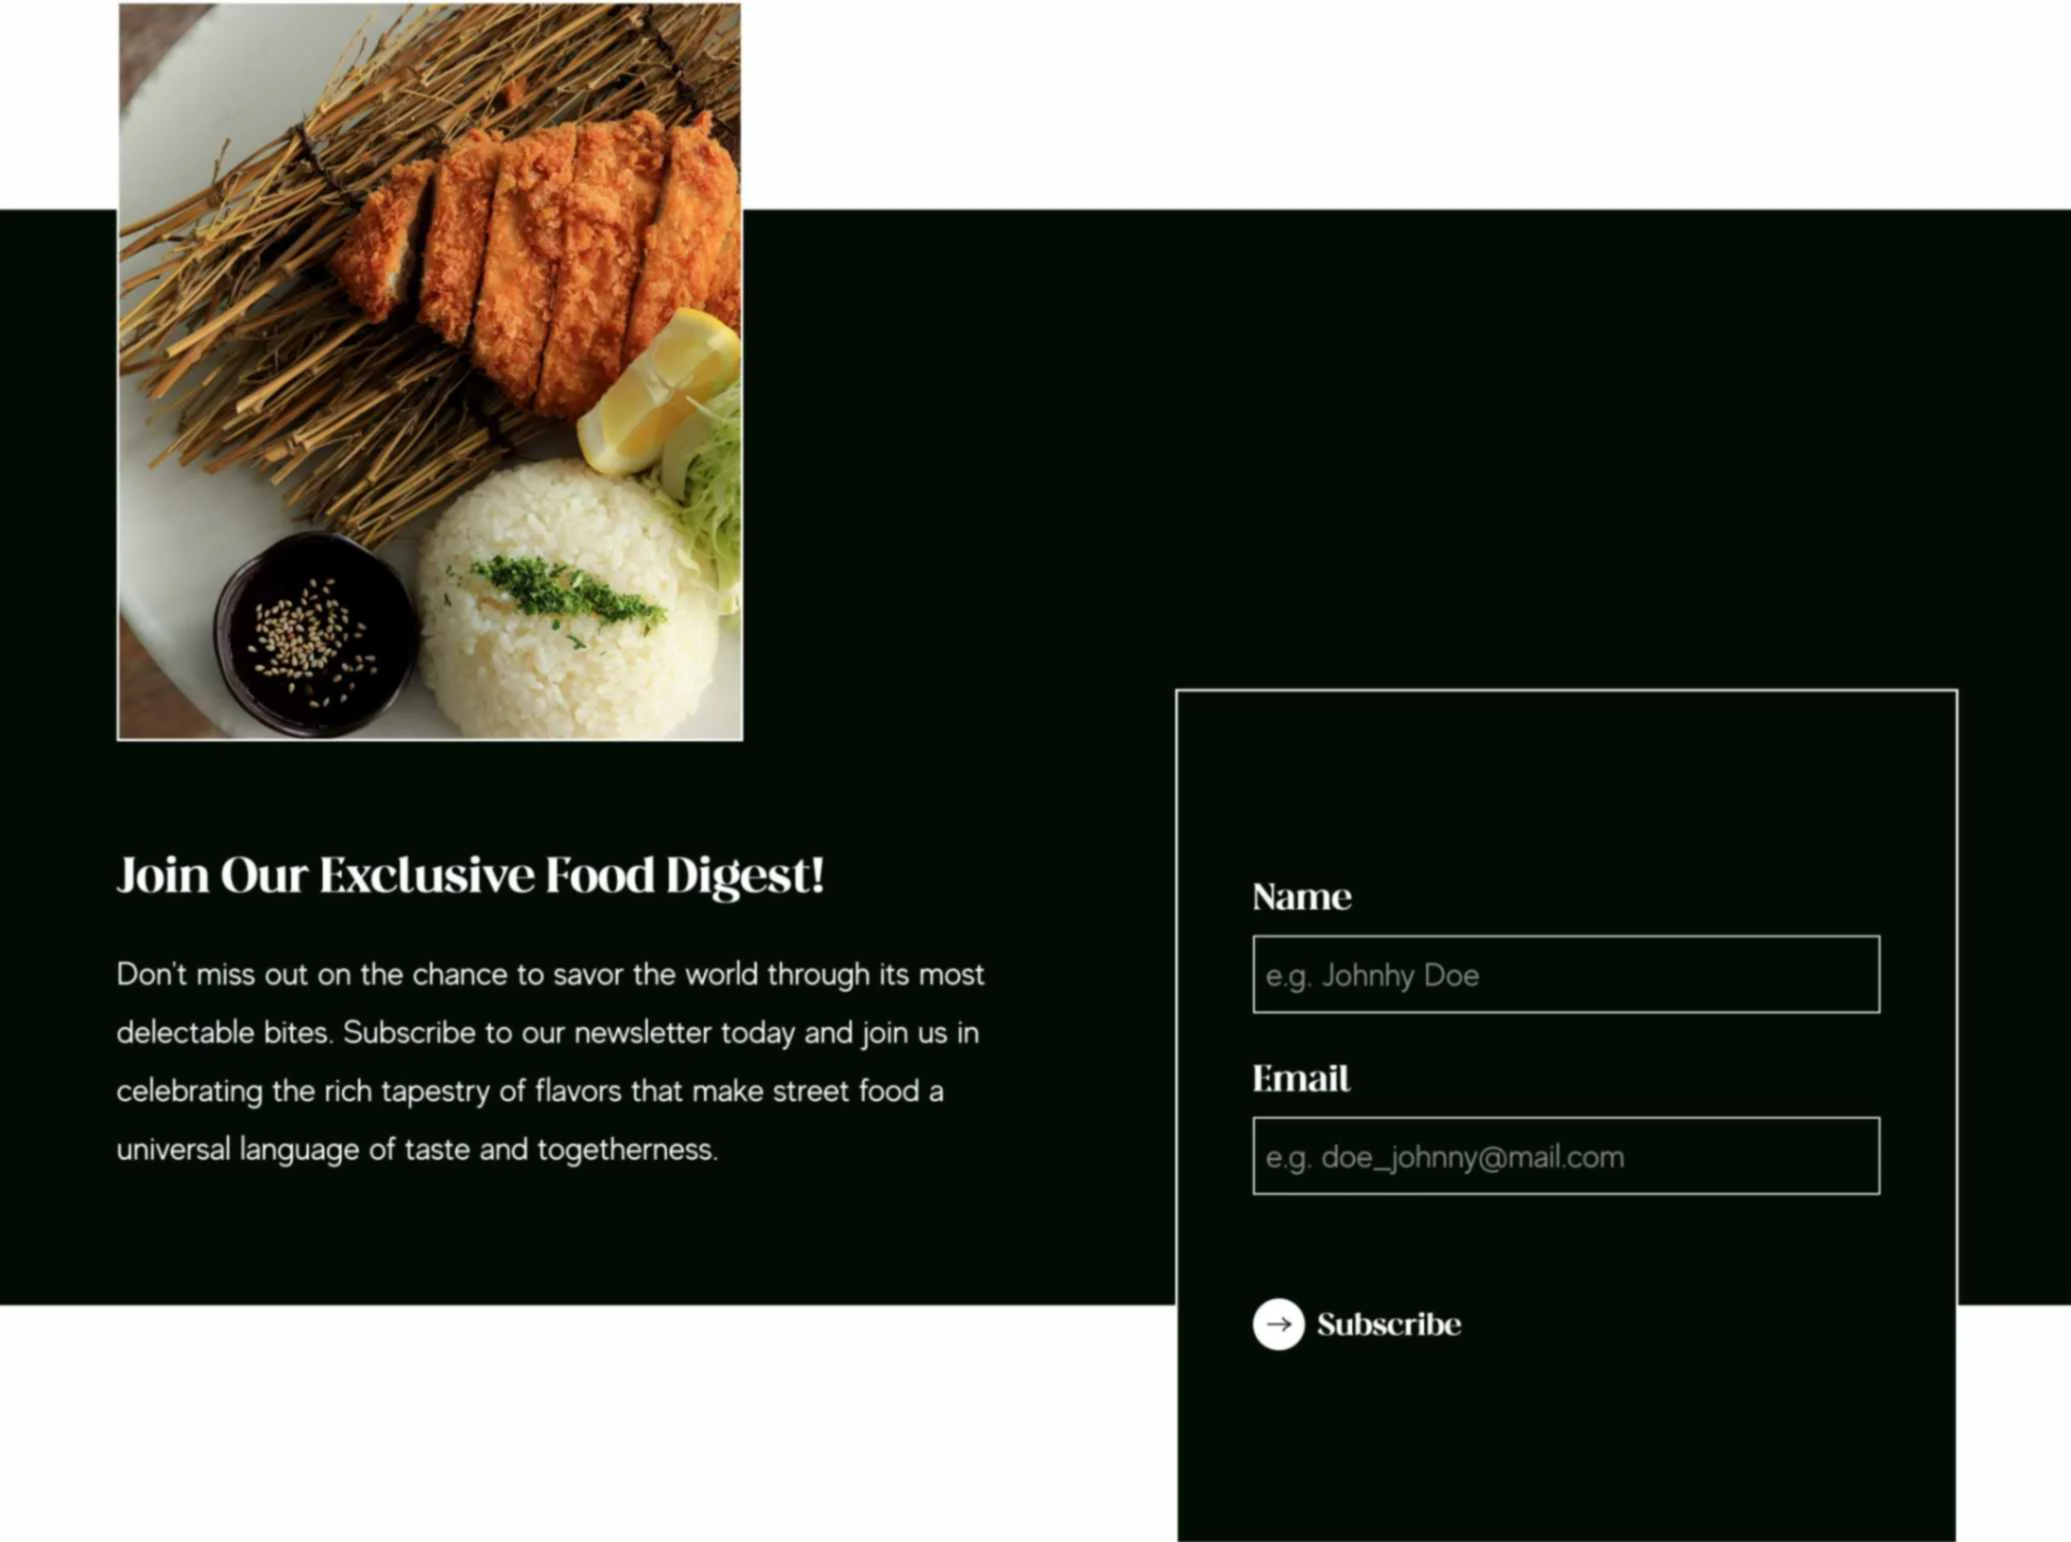 Join Our Exclusive Food Digest!
Don't miss out on the chance to savor the world through its most
delectable bites. Subscribe to our newsletter today and join us in
celebrating the rich tapestry of flavors that make street food a
universal language of taste and togetherness.
Name
e.g. Johnhy Doe
Email
e.g. doe_johnny@mail.com
Subscribe